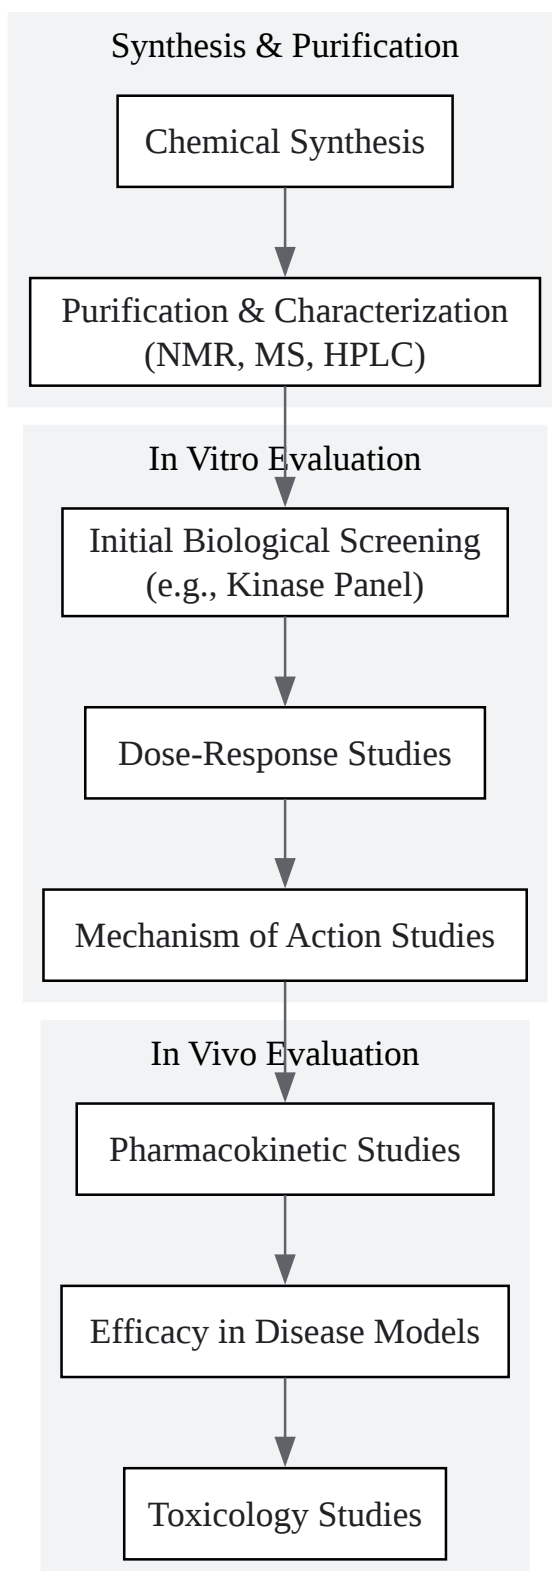 Synthesis & Purification
Chemical Synthesis
Purification & Characterization
(NMR, MS, HPLC)
In Vitro Evaluation
Initial Biological Screening
(e.g., Kinase Panel)
Dose-Response Studies
Mechanism of Action Studies
In Vivo Evaluation
Pharmacokinetic Studies
Efficacy in Disease Models
Toxicology Studies